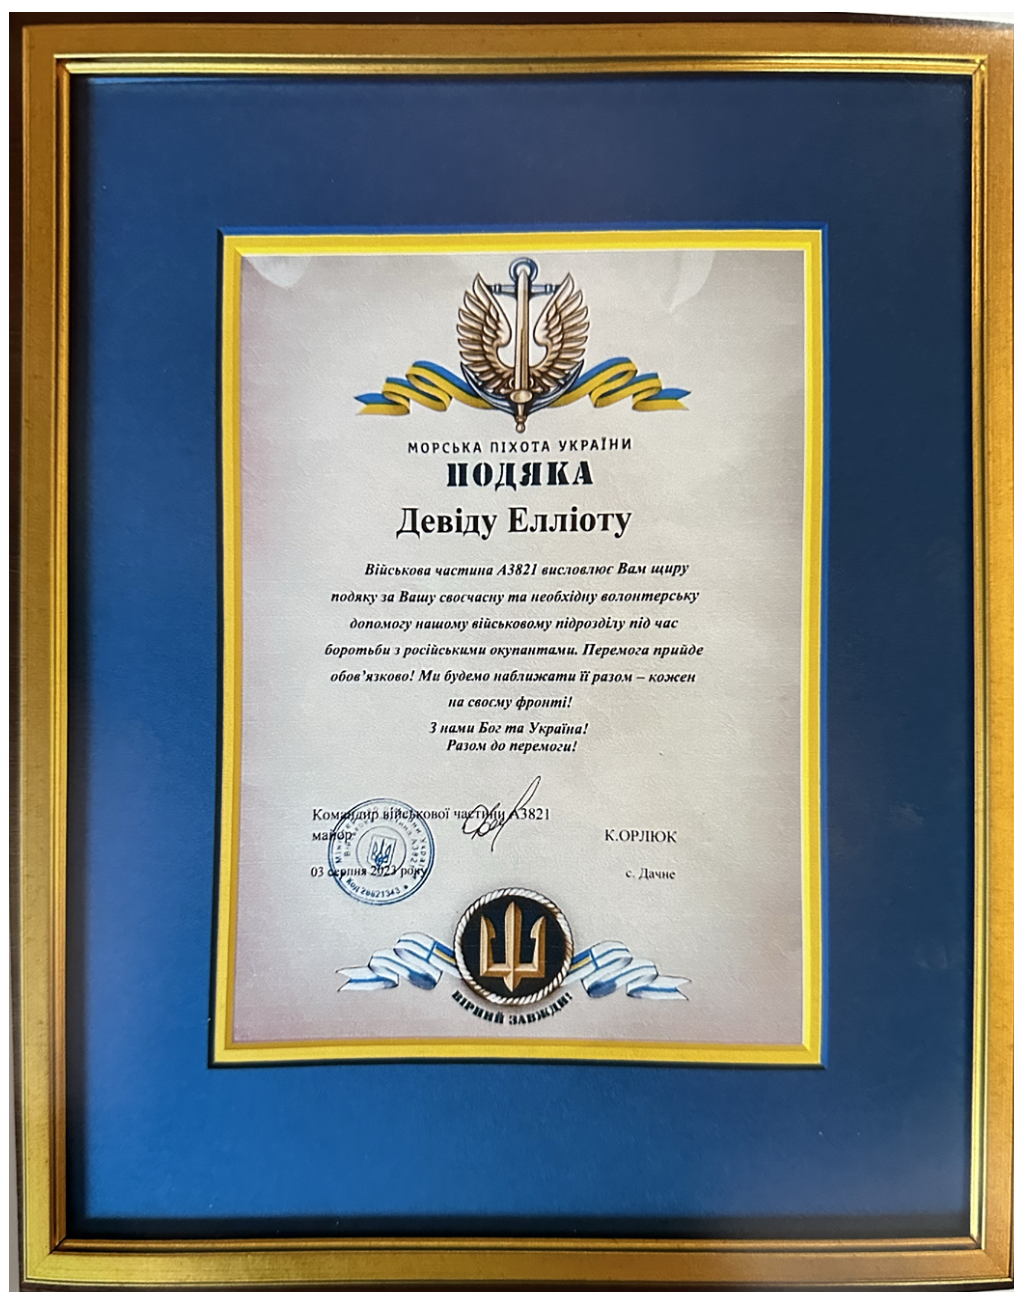 МОРСЬКА ПІХОТА УКРАЇНИ
ПОДЯКА
Девіду Елліоту
Військова частина А3821 висловлює Вам щиру
подяку за Вашу своєчасну та необхідну волонтерську
допомогу нашому військовому підрозділу під час
боротьби з російськими окупантами. Перемога прийде
обов’язково! Ми будемо наближати її разом – кожен
на своєму фронті!
З нами Бог та Україна!
Разом до перемоги!
Командир військової частини А3821
майор К.ОРЛЮК
03 серпня 2023 року с. Дачне
Військова частина А3821
ВІРНИЙ ЗАВЖДИ!